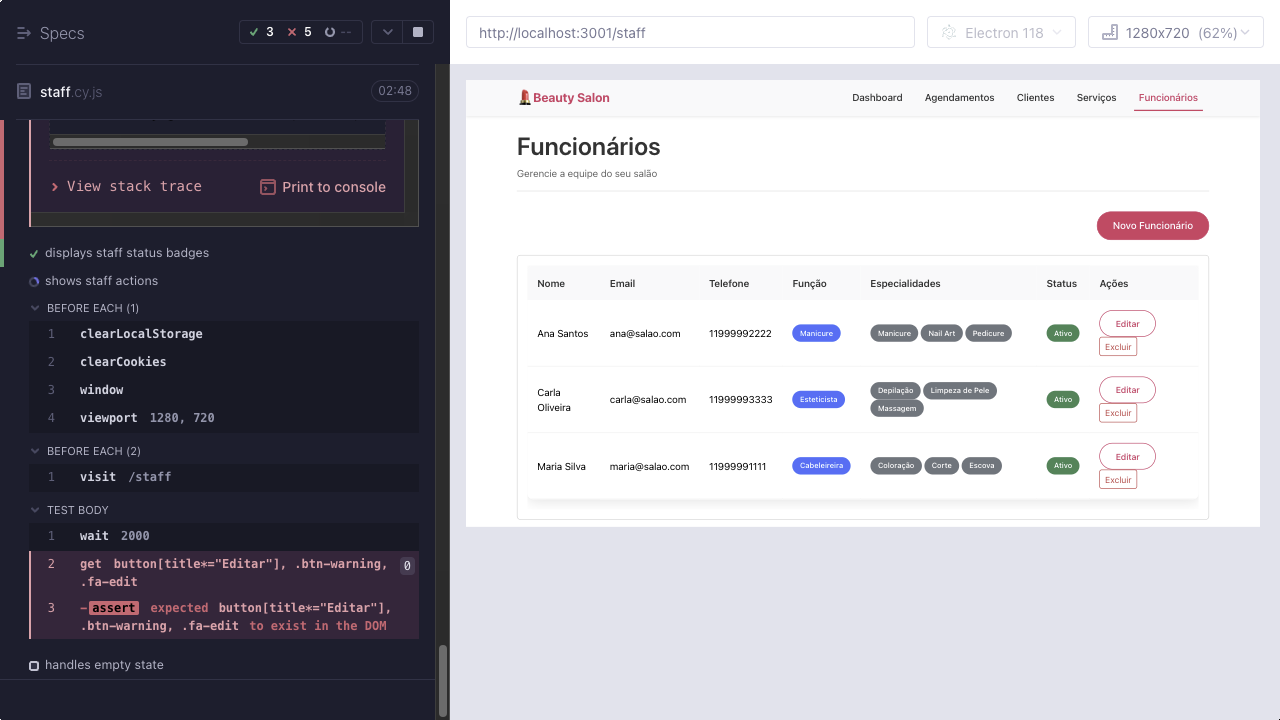 Specs
3
5
--
http://localhost:3001/staff
Electron 118
1280x720 (62%)
staff.cy.js
02:48
View stack trace
Print to console
displays staff status badges
shows staff actions
BEFORE EACH (1)
1 clearLocalStorage
2 clearCookies
3 window
4 viewport 1280, 720
BEFORE EACH (2)
1 visit /staff
TEST BODY
1 wait 2000
2 get button[title*="Editar"], .btn-warning,
.fa-edit
0
3 -assert expected button[title*="Editar"],
.btn-warning, .fa-edit to exist in the DOM
handles empty state
Beauty Salon
Dashboard Agendamentos Clientes Serviços Funcionários
Funcionários
Gerencie a equipe do seu salão
Novo Funcionário
Nome Email Telefone Função Especialidades Status Ações
Ana Santos ana@salao.com 11999992222 Manicure Manicure Nail Art Pedicure Ativo Editar
Excluir
Carla
Oliveira
carla@salao.com 11999993333 Esteticista Depilação Limpeza de Pele
Massagem
Ativo Editar
Excluir
Maria Silva maria@salao.com 11999991111 Cabeleireira Coloração Corte Escova Ativo Editar
Excluir